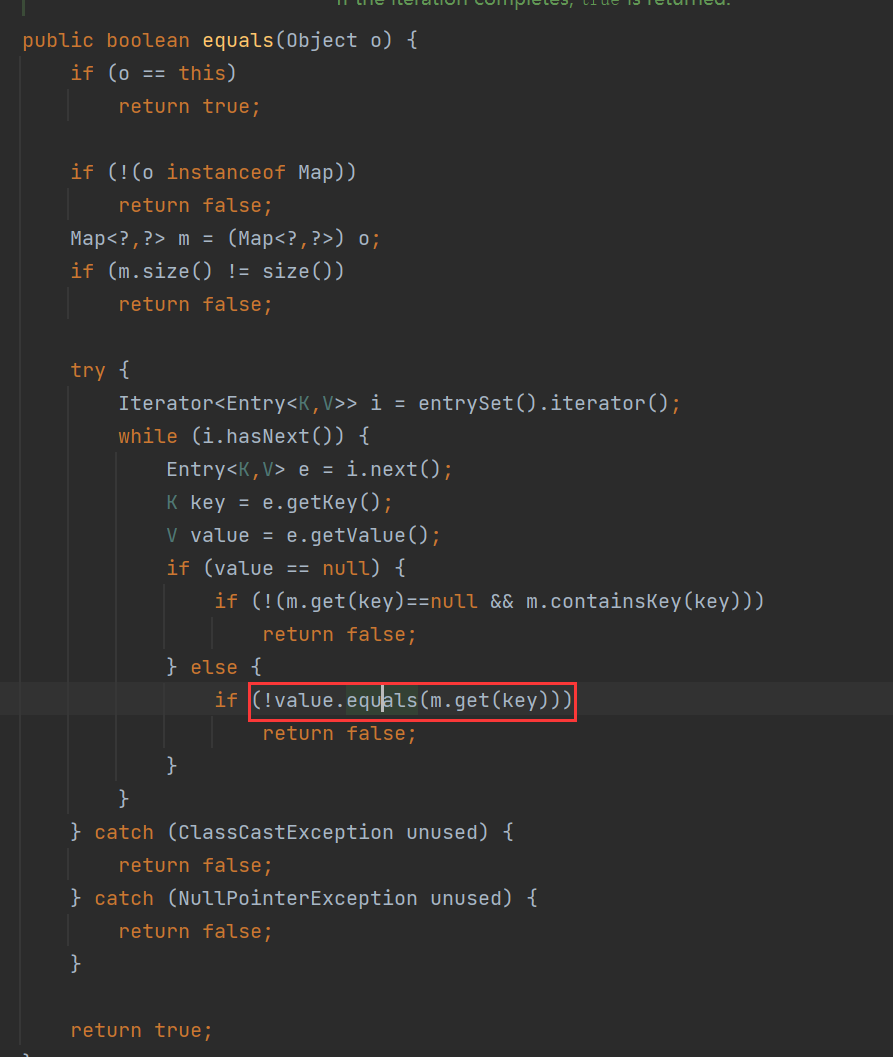 If the iteration completes, true is returned.
public boolean equals(Object o) {
if (o == this)
return true;
if (!(o instanceof Map))
return false;
Map<?,?> m = (Map<?,?>) o;
if (m.size() != size())
return false;
try {
Iterator<Entry<K,V>> i = entrySet().iterator();
while (i.hasNext()) {
Entry<K,V> e = i.next();
K key = e.getKey();
V value = e.getValue();
if (value == null) {
if (!(m.get(key)==null && m.containsKey(key)))
return false;
} else {
if (!value.equals(m.get(key)))
return false;
}
}
} catch (ClassCastException unused) {
return false;
} catch (NullPointerException unused) {
return false;
}
return true;
}